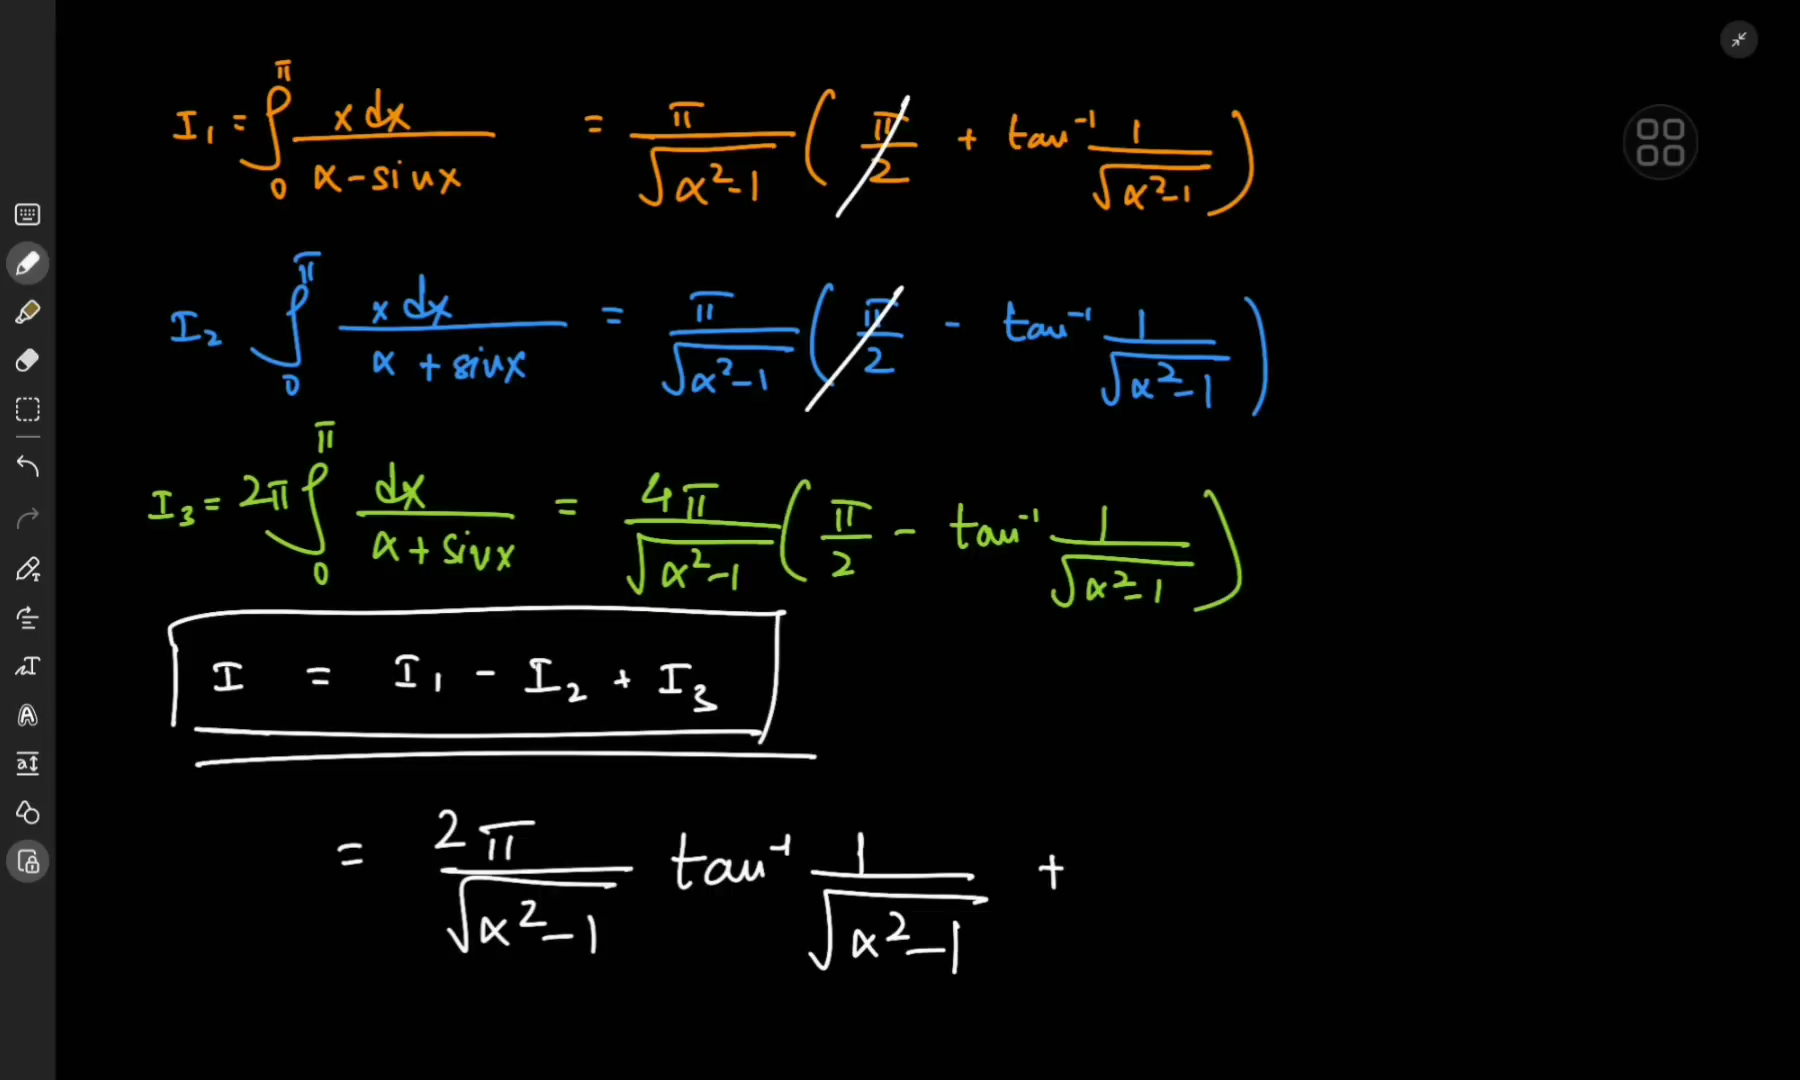 I₁ = ∫₀^π x dx / (α - sin x) = π/√(α²-1) ( π/2 + tan⁻¹ 1/√(α²-1) )
I₂ ∫₀^π x dx / (α + sin x) = π/√(α²-1) ( π/2 - tan⁻¹ 1/√(α²-1) )
I₃ = 2π ∫₀^π dx / (α + sin x) = 4π/√(α²-1) ( π/2 - tan⁻¹ 1/√(α²-1) )
I = I₁ - I₂ + I₃
= 2π/√(α²-1) tan⁻¹ 1/√(α²-1) +